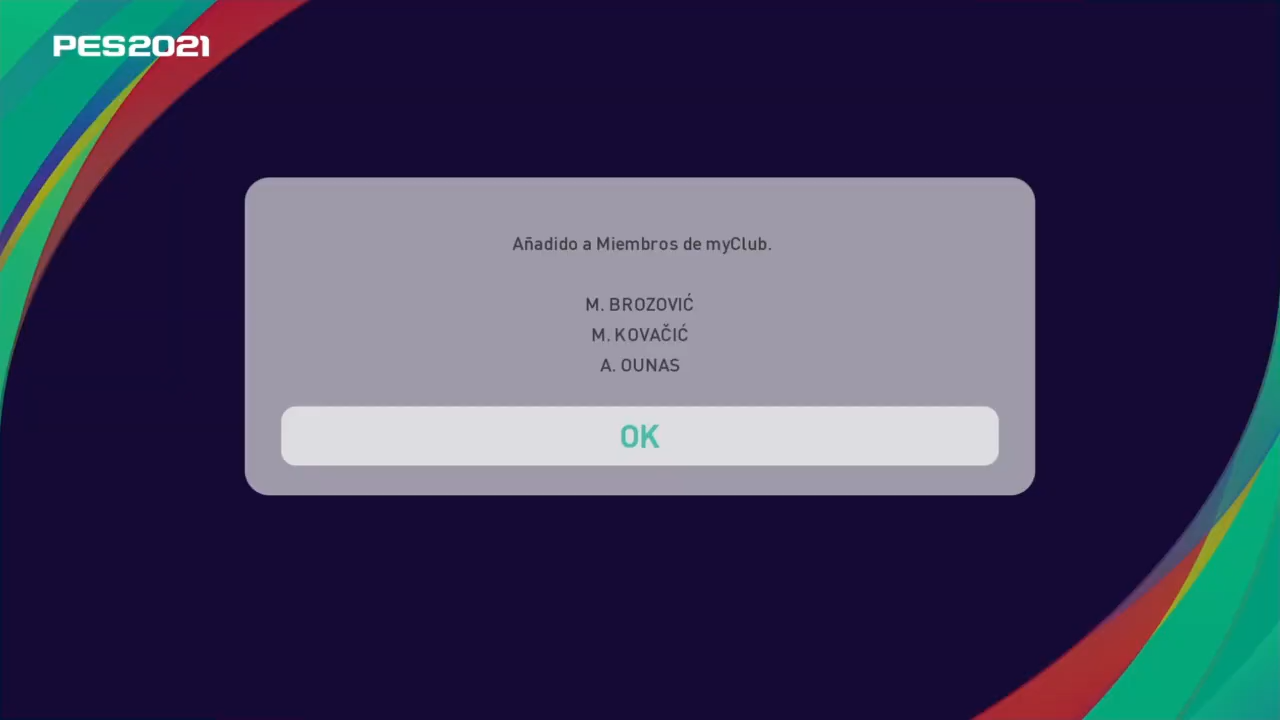 PES2021
Añadido a Miembros de myClub.
M. BROZOVIĆ
M. KOVAČIĆ
A. OUNAS
OK